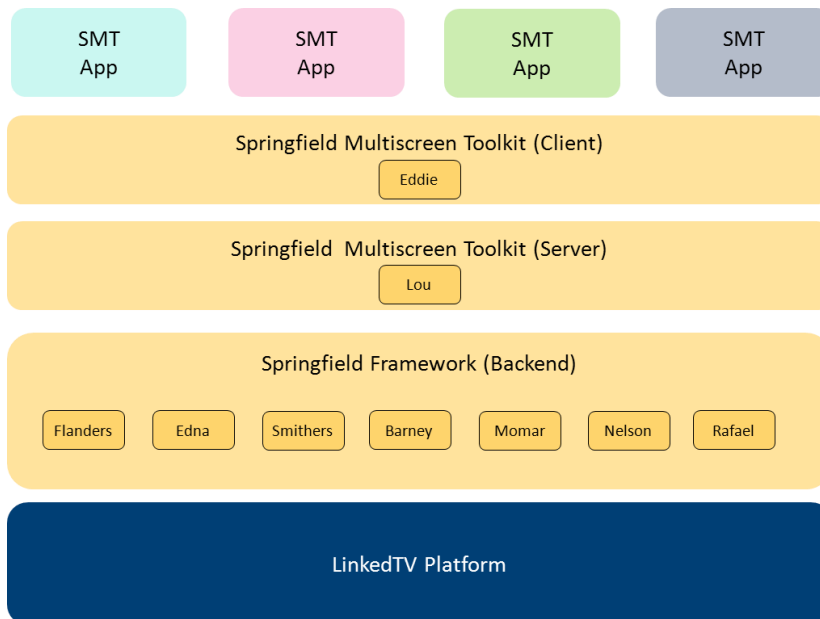 SMT
App
SMT
App
SMT
App
SMT
App
Springfield Multiscreen Toolkit (Client)
Eddie
Springfield  Multiscreen Toolkit (Server)
Lou
Springfield Framework (Backend)
Flanders
Edna
Smithers
Barney
Momar
Nelson
Rafael
LinkedTV Platform